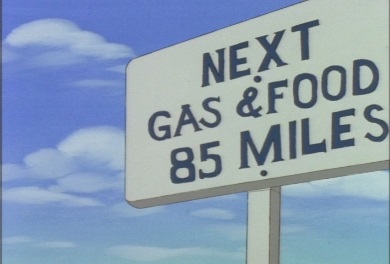 NEXT
GAS & FOOD
85 MILES